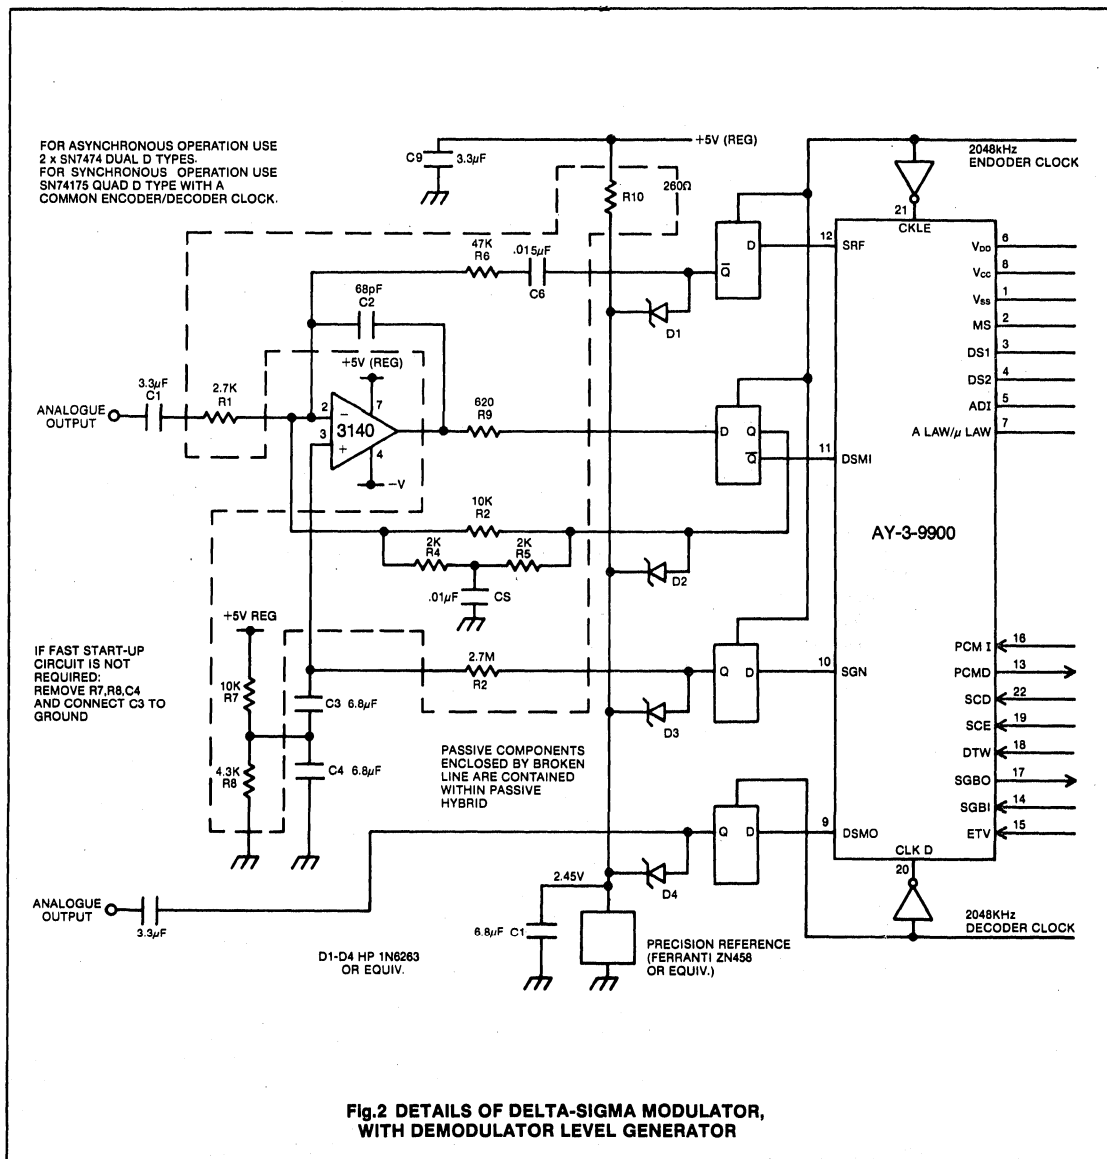 FOR ASYNCHRONOUS OPERATION USE
2 x SN7474 DUAL D TYPES.
FOR SYNCHRONOUS OPERATION USE
SN74175 QUAD D TYPE WITH A
COMMON ENCODER/DECODER CLOCK.
C9
3.3µF
+5V (REG)
R10
260Ω
2048kHz
ENDODER CLOCK
21
CKLE
47K
R6
.015µF
C6
Q̅
D
12
SRF
D1
68pF
C2
+5V (REG)
3.3µF
C1
2.7K
R1
ANALOGUE
OUTPUT
2
−
7
3140
3
+
4
−V
620
R9
D
Q
Q̅
11
DSMI
10K
R2
2K
R4
2K
R5
.01µF
CS
D2
AY-3-9900
V_DD
6
V_CC
8
V_SS
1
MS
2
DS1
3
DS2
4
ADI
5
A LAW/µ LAW
7
+5V REG
IF FAST START-UP
CIRCUIT IS NOT
REQUIRED:
REMOVE R7,R8,C4
AND CONNECT C3 TO
GROUND
10K
R7
4.3K
R8
C3
6.8µF
C4
6.8µF
2.7M
R2
Q
D
10
SGN
D3
PASSIVE COMPONENTS
ENCLOSED BY BROKEN
LINE ARE CONTAINED
WITHIN PASSIVE
HYBRID
PCM I
16
PCMD
13
SCD
22
SCE
19
DTW
18
SGBO
17
SGBI
14
ETV
15
Q
D
9
DSMO
D4
CLK D
20
2.45V
ANALOGUE
OUTPUT
3.3µF
6.8µF
C1
D1-D4 HP 1N6263
OR EQUIV.
PRECISION REFERENCE
(FERRANTI ZN458
OR EQUIV.)
2048KHz
DECODER CLOCK
Fig.2 DETAILS OF DELTA-SIGMA MODULATOR,
WITH DEMODULATOR LEVEL GENERATOR